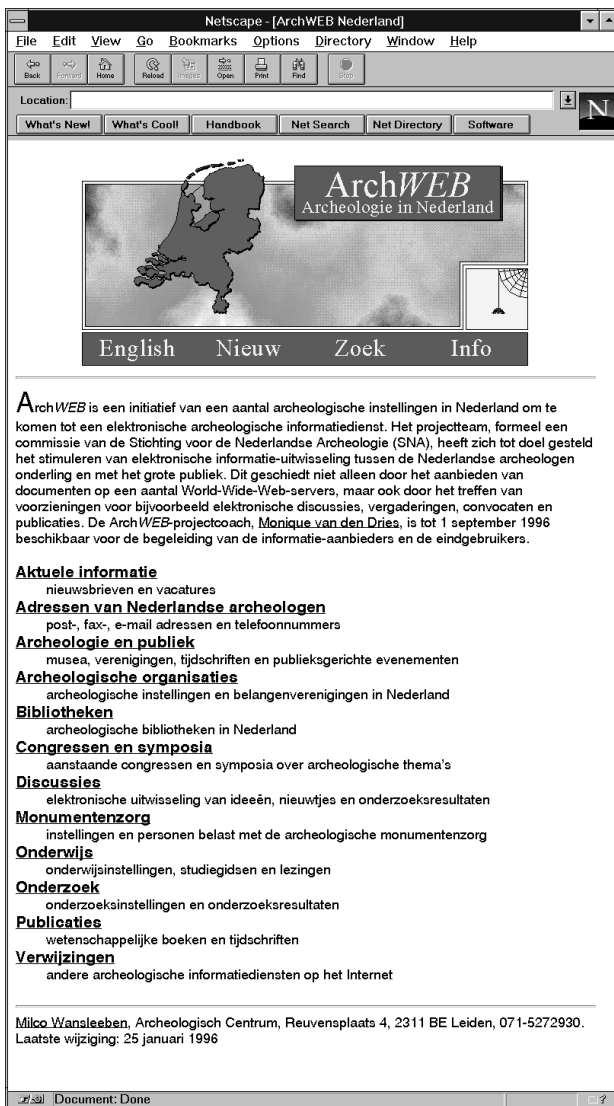 Netscape - [ArchWEB Nederland]
File Edit View Go Bookmarks Options Directory Window Help
Back Forward Home Reload Images Open Print Find Stop
Location:
N
What's New! What's Cool! Handbook Net Search Net Directory Software
ArchWEB
Archeologie in Nederland
English Nieuw Zoek Info
ArchWEB is een initiatief van een aantal archeologische instellingen in Nederland om te
komen tot een elektronische archeologische informatiedienst. Het projectteam, formeel een
commissie van de Stichting voor de Nederlandse Archeologie (SNA), heeft zich tot doel gesteld
het stimuleren van elektronische informatie-uitwisseling tussen de Nederlandse archeologen
onderling en met het grote publiek. Dit geschiedt niet alleen door het aanbieden van
documenten op een aantal World-Wide-Web-servers, maar ook door het treffen van
voorzieningen voor bijvoorbeeld elektronische discussies, vergaderingen, convocaten en
publicaties. De ArchWEB-projectcoach, Monique van den Dries, is tot 1 september 1996
beschikbaar voor de begeleiding van de informatie-aanbieders en de eindgebruikers.
Aktuele informatie
nieuwsbrieven en vacatures
Adressen van Nederlandse archeologen
post-, fax-, e-mail adressen en telefoonnummers
Archeologie en publiek
musea, verenigingen, tijdschriften en publieksgerichte evenementen
Archeologische organisaties
archeologische instellingen en belangenverenigingen in Nederland
Bibliotheken
archeologische bibliotheken in Nederland
Congressen en symposia
aanstaande congressen en symposia over archeologische thema's
Discussies
elektronische uitwisseling van ideeën, nieuwtjes en onderzoeksresultaten
Monumentenzorg
instellingen en personen belast met de archeologische monumentenzorg
Onderwijs
onderwijsinstellingen, studiegidsen en lezingen
Onderzoek
onderzoeksinstellingen en onderzoeksresultaten
Publicaties
wetenschappelijke boeken en tijdschriften
Verwijzingen
andere archeologische informatiediensten op het Internet
Milco Wansleeben, Archeologisch Centrum, Reuvensplaats 4, 2311 BE Leiden, 071-5272930.
Laatste wijziging: 25 januari 1996
Document: Done